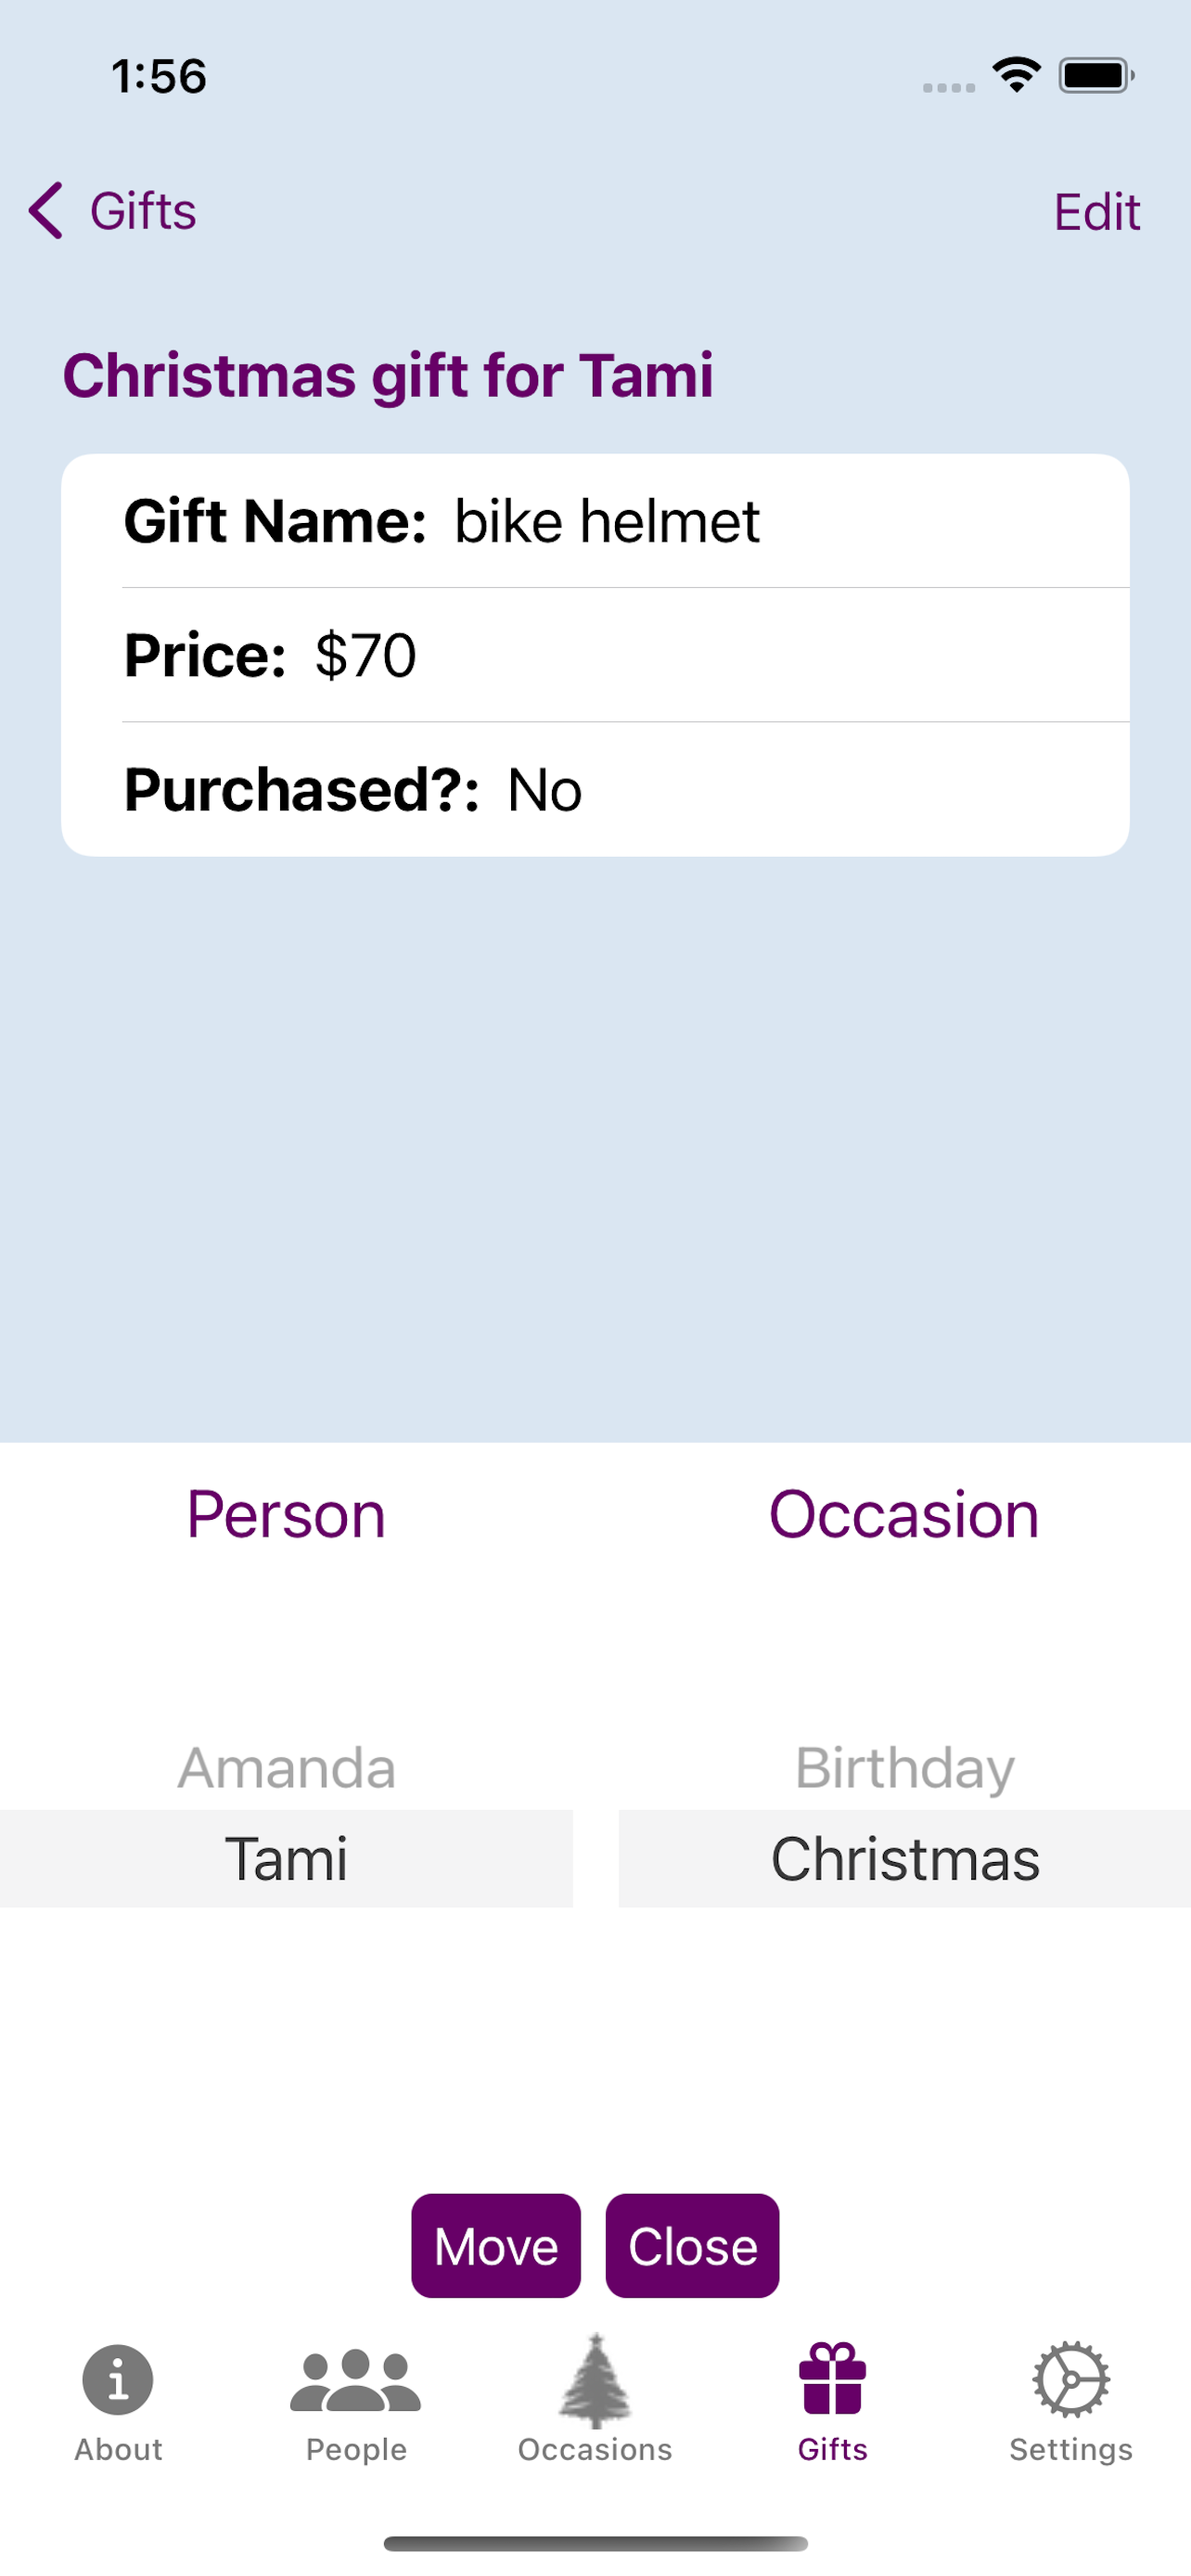 1:56
Gifts Edit
Christmas gift for Tami
Gift Name: bike helmet
Price: $70
Purchased?: No
Person Occasion
Amanda Birthday
Tami Christmas
Move Close
About People Occasions Gifts Settings